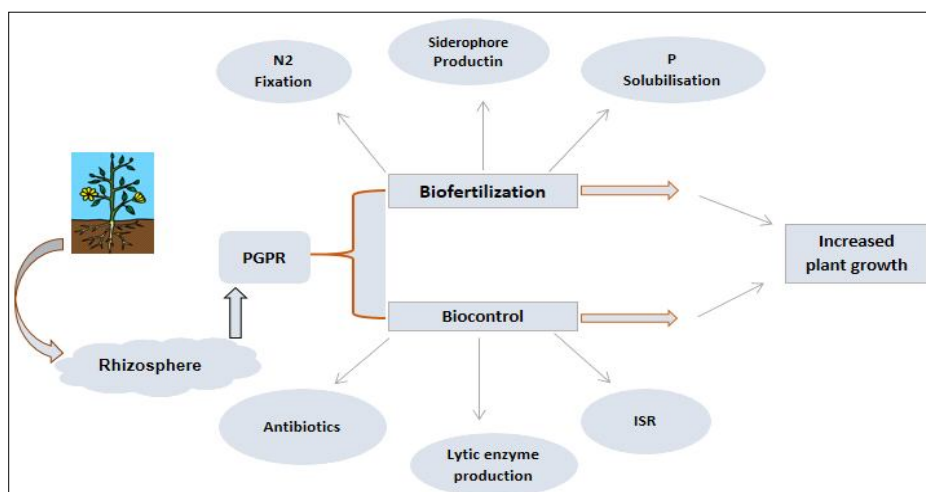 N2
Fixation
Siderophore
Productin
P
Solubilisation
Biofertilization
PGPR
Increased
plant growth
Biocontrol
Rhizosphere
Antibiotics
Lytic enzyme
production
ISR